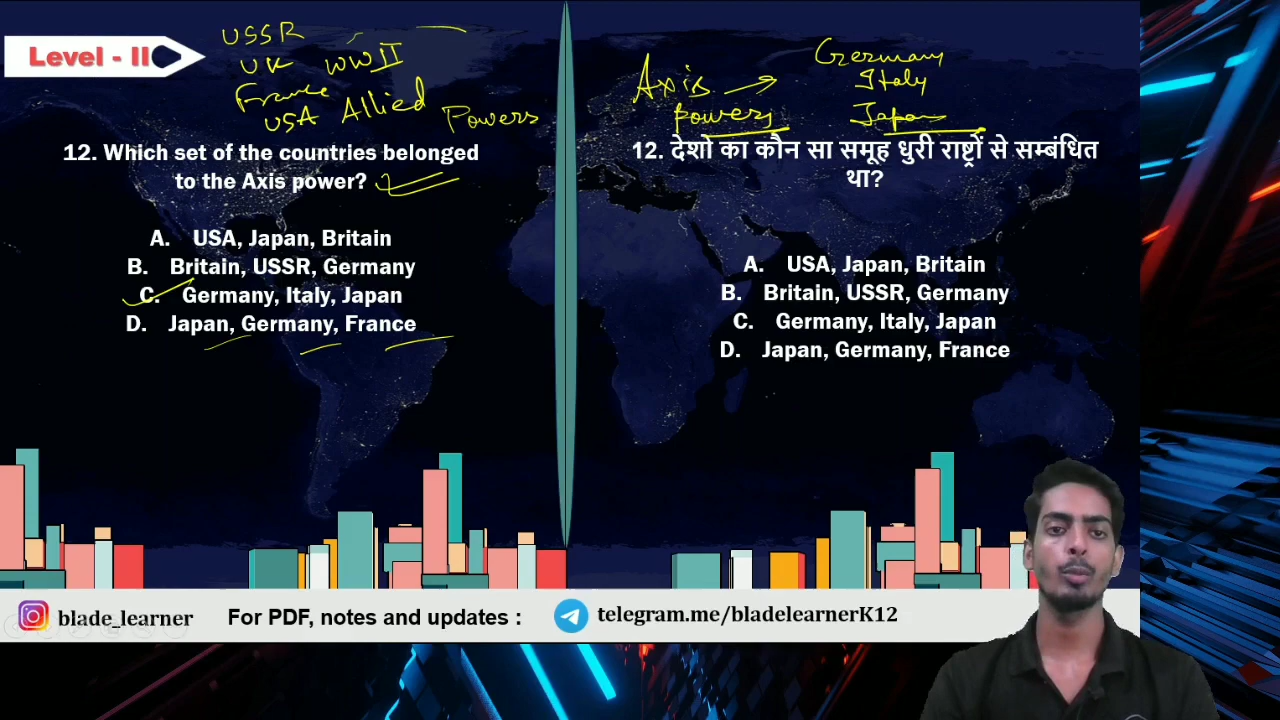 Level - II
USSR
UK WWII
France
USA Allied Powers
12. Which set of the countries belonged
to the Axis power?
A. USA, Japan, Britain
B. Britain, USSR, Germany
C. Germany, Italy, Japan
D. Japan, Germany, France
Axis → Germany
Italy
Powers Japan
12. देशो का कौन सा समूह धुरी राष्ट्रों से सम्बंधित
था?
A. USA, Japan, Britain
B. Britain, USSR, Germany
C. Germany, Italy, Japan
D. Japan, Germany, France
blade_learner For PDF, notes and updates : telegram.me/bladelearnerK12